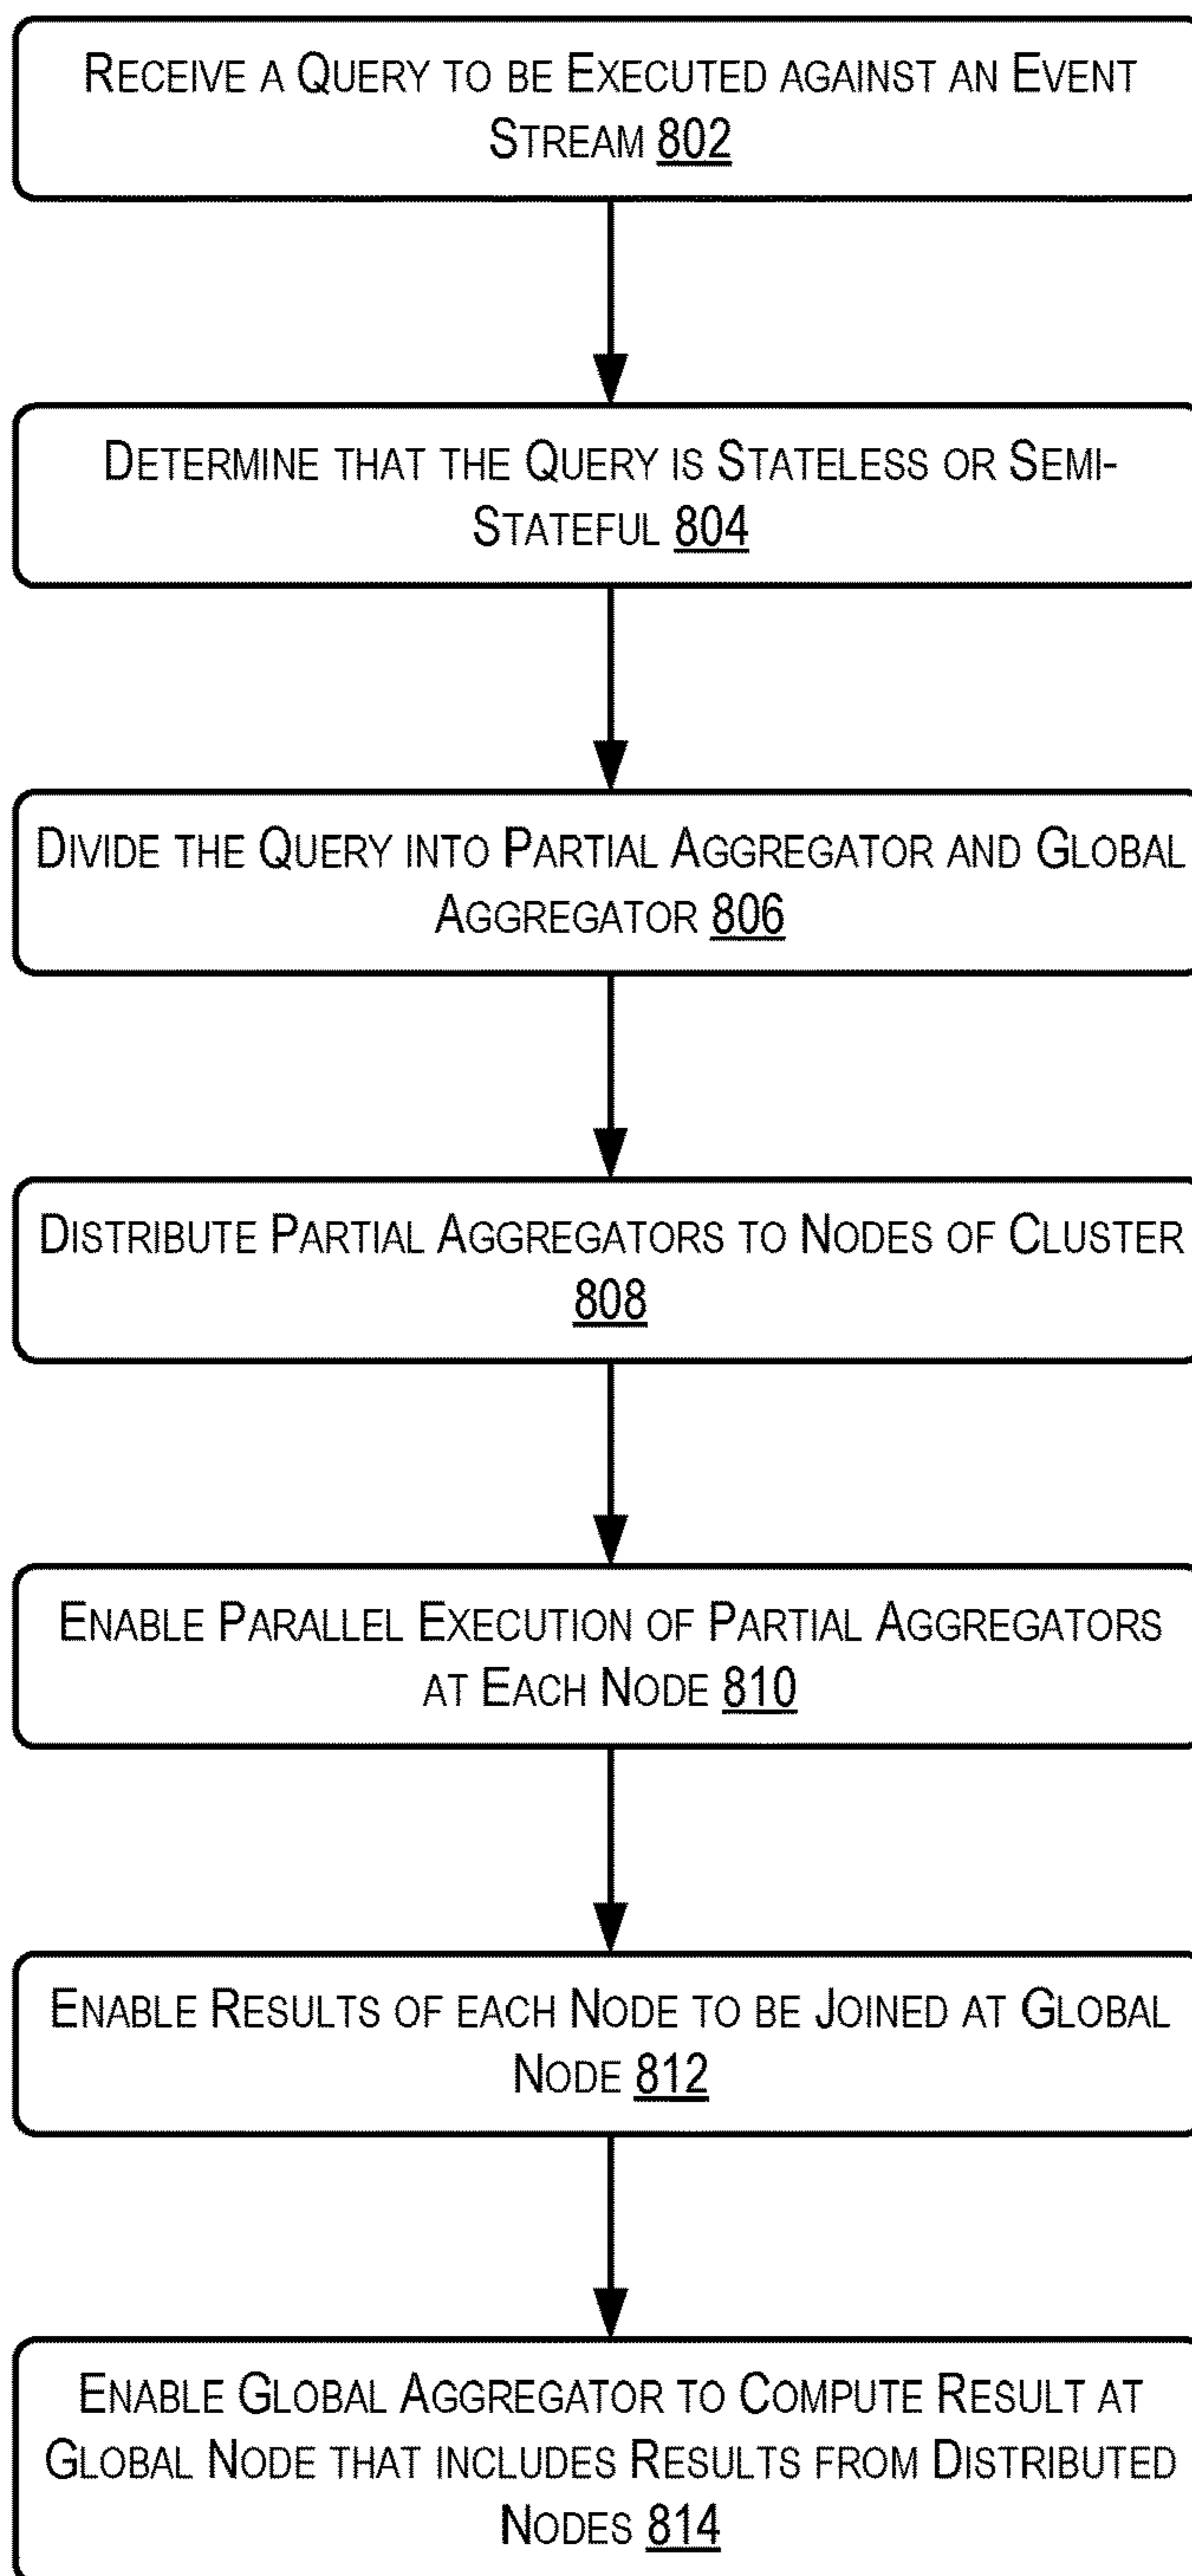 RECEIVE A QUERY TO BE EXECUTED AGAINST AN EVENT
STREAM 802
DETERMINE THAT THE QUERY IS STATELESS OR SEMI-
STATEFUL 804
DIVIDE THE QUERY INTO PARTIAL AGGREGATOR AND GLOBAL
AGGREGATOR 806
DISTRIBUTE PARTIAL AGGREGATORS TO NODES OF CLUSTER
808
ENABLE PARALLEL EXECUTION OF PARTIAL AGGREGATORS
AT EACH NODE 810
ENABLE RESULTS OF EACH NODE TO BE JOINED AT GLOBAL
NODE 812
ENABLE GLOBAL AGGREGATOR TO COMPUTE RESULT AT
GLOBAL NODE THAT INCLUDES RESULTS FROM DISTRIBUTED
NODES 814